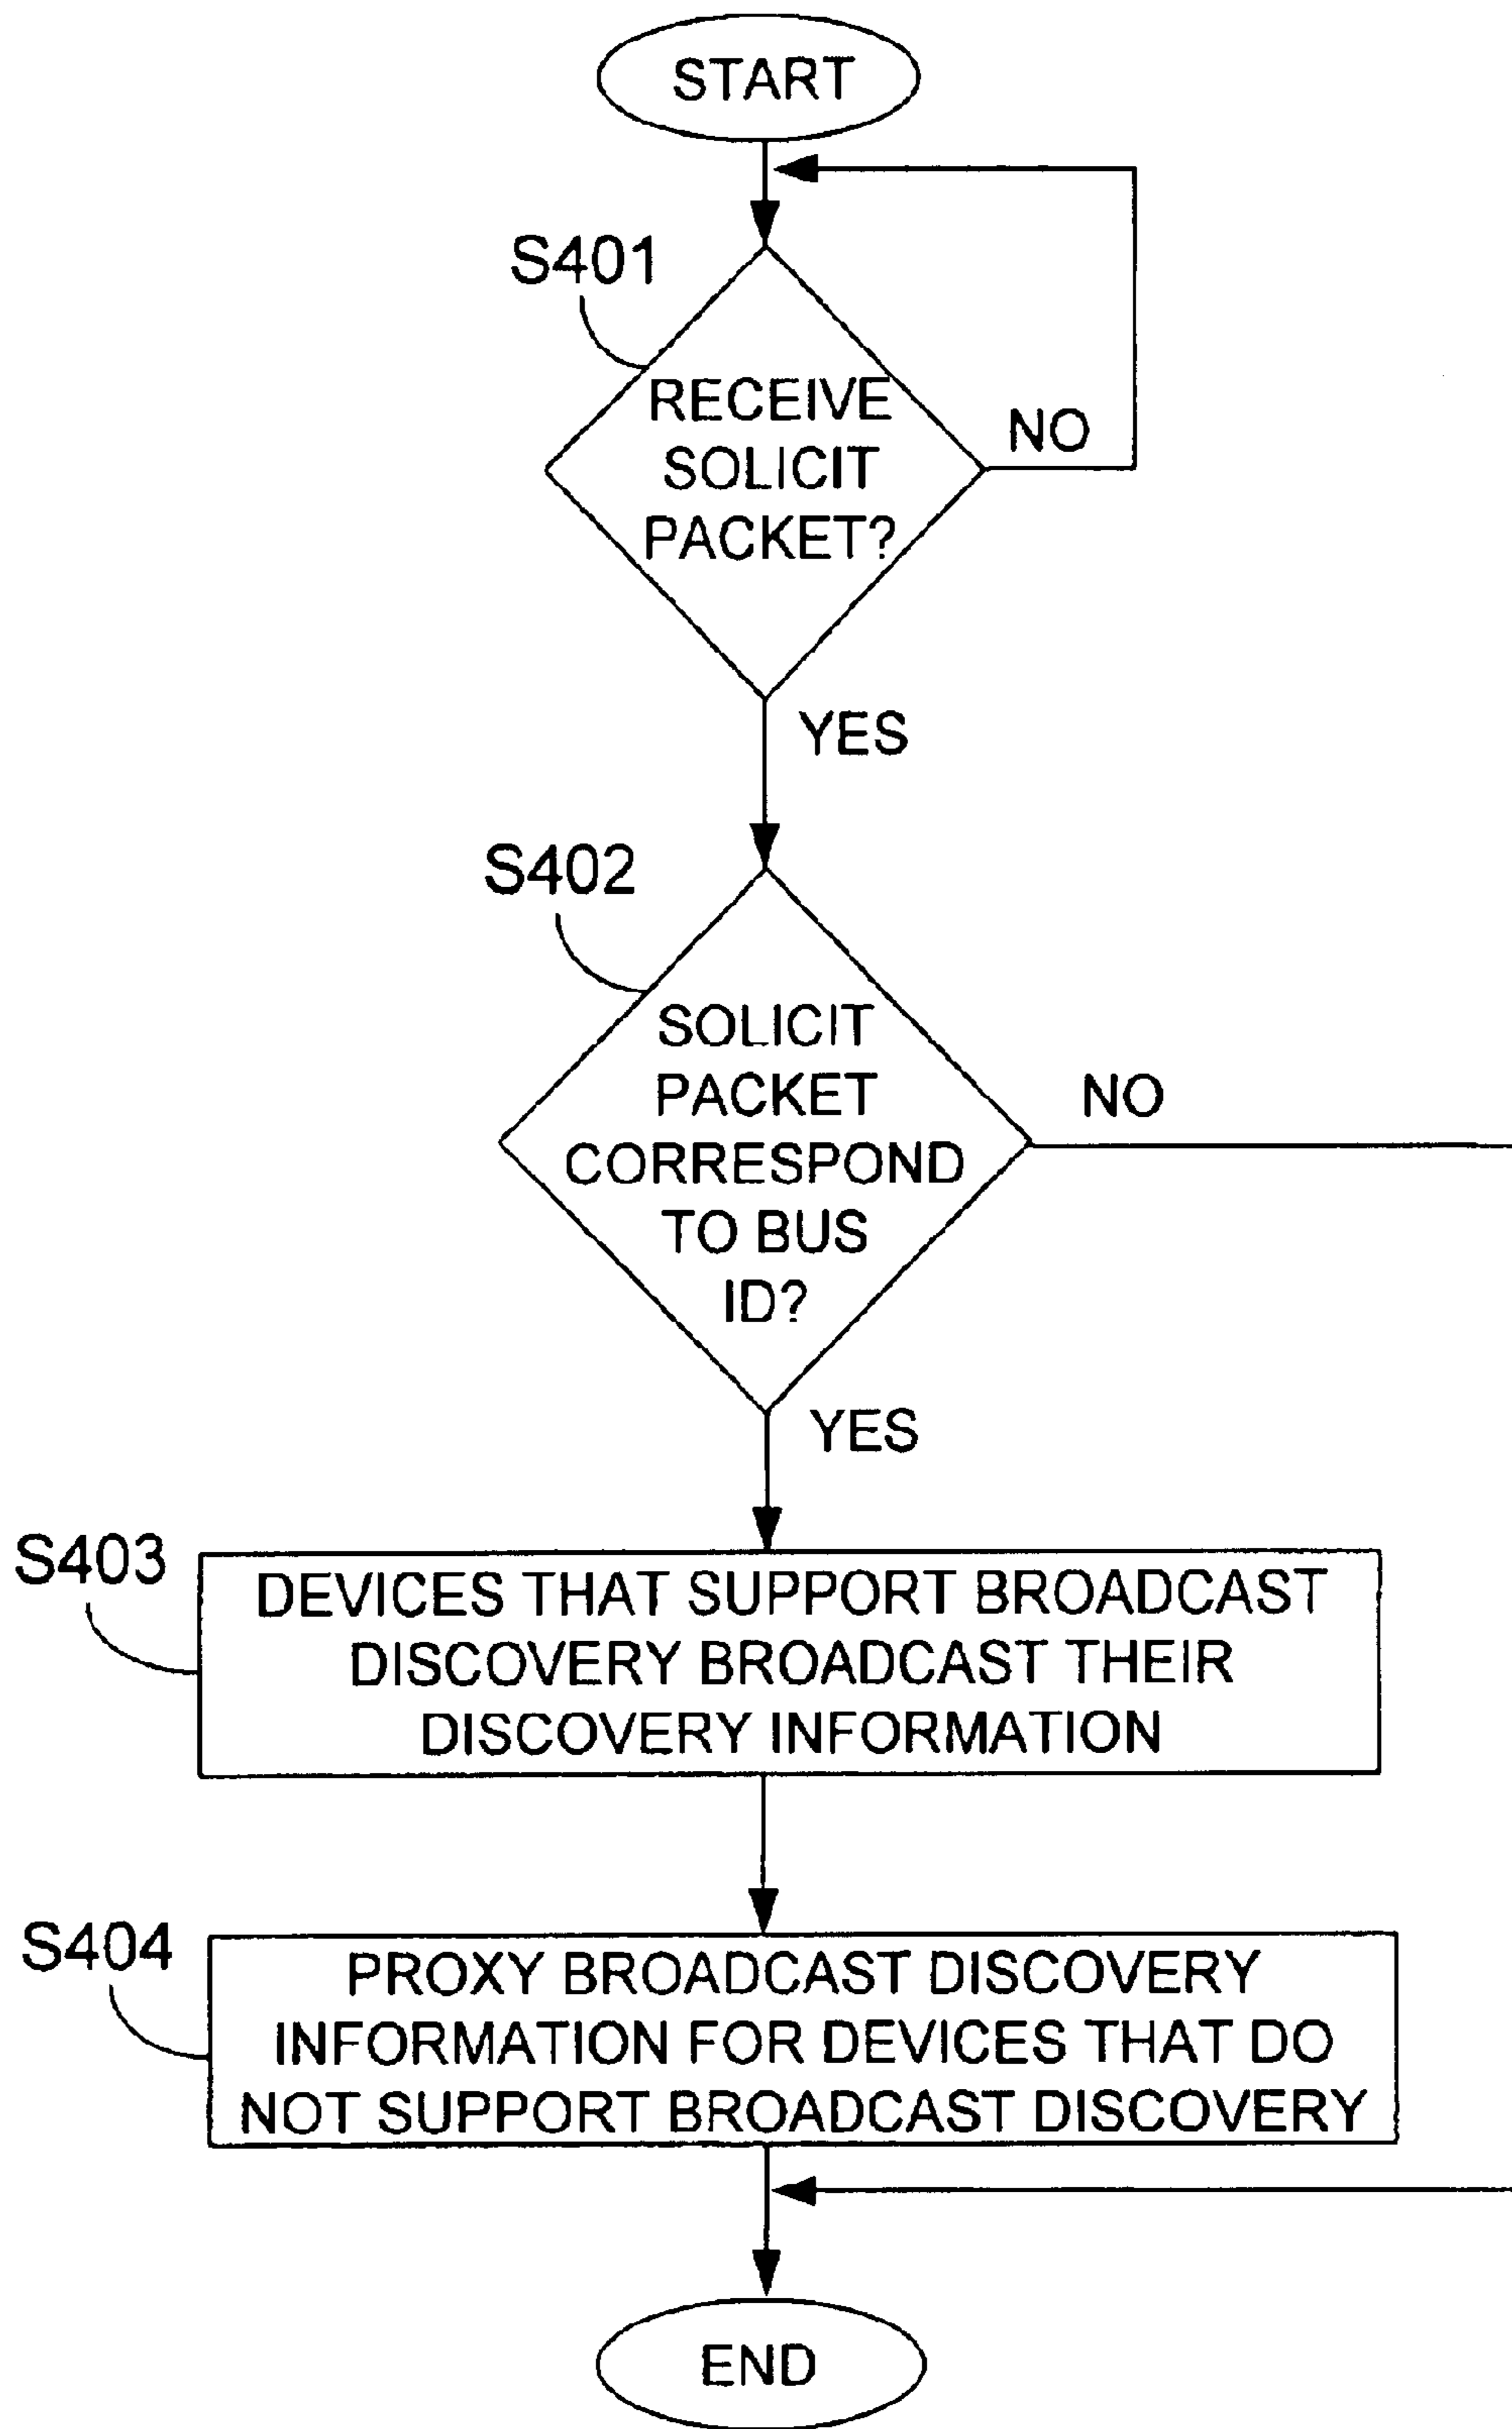 START
S401
RECEIVE
SOLICIT
PACKET?
NO
YES
S402
SOLICIT
PACKET
CORRESPOND
TO BUS
ID?
NO
YES
S403
DEVICES THAT SUPPORT BROADCAST
DISCOVERY BROADCAST THEIR
DISCOVERY INFORMATION
S404
PROXY BROADCAST DISCOVERY
INFORMATION FOR DEVICES THAT DO
NOT SUPPORT BROADCAST DISCOVERY
END